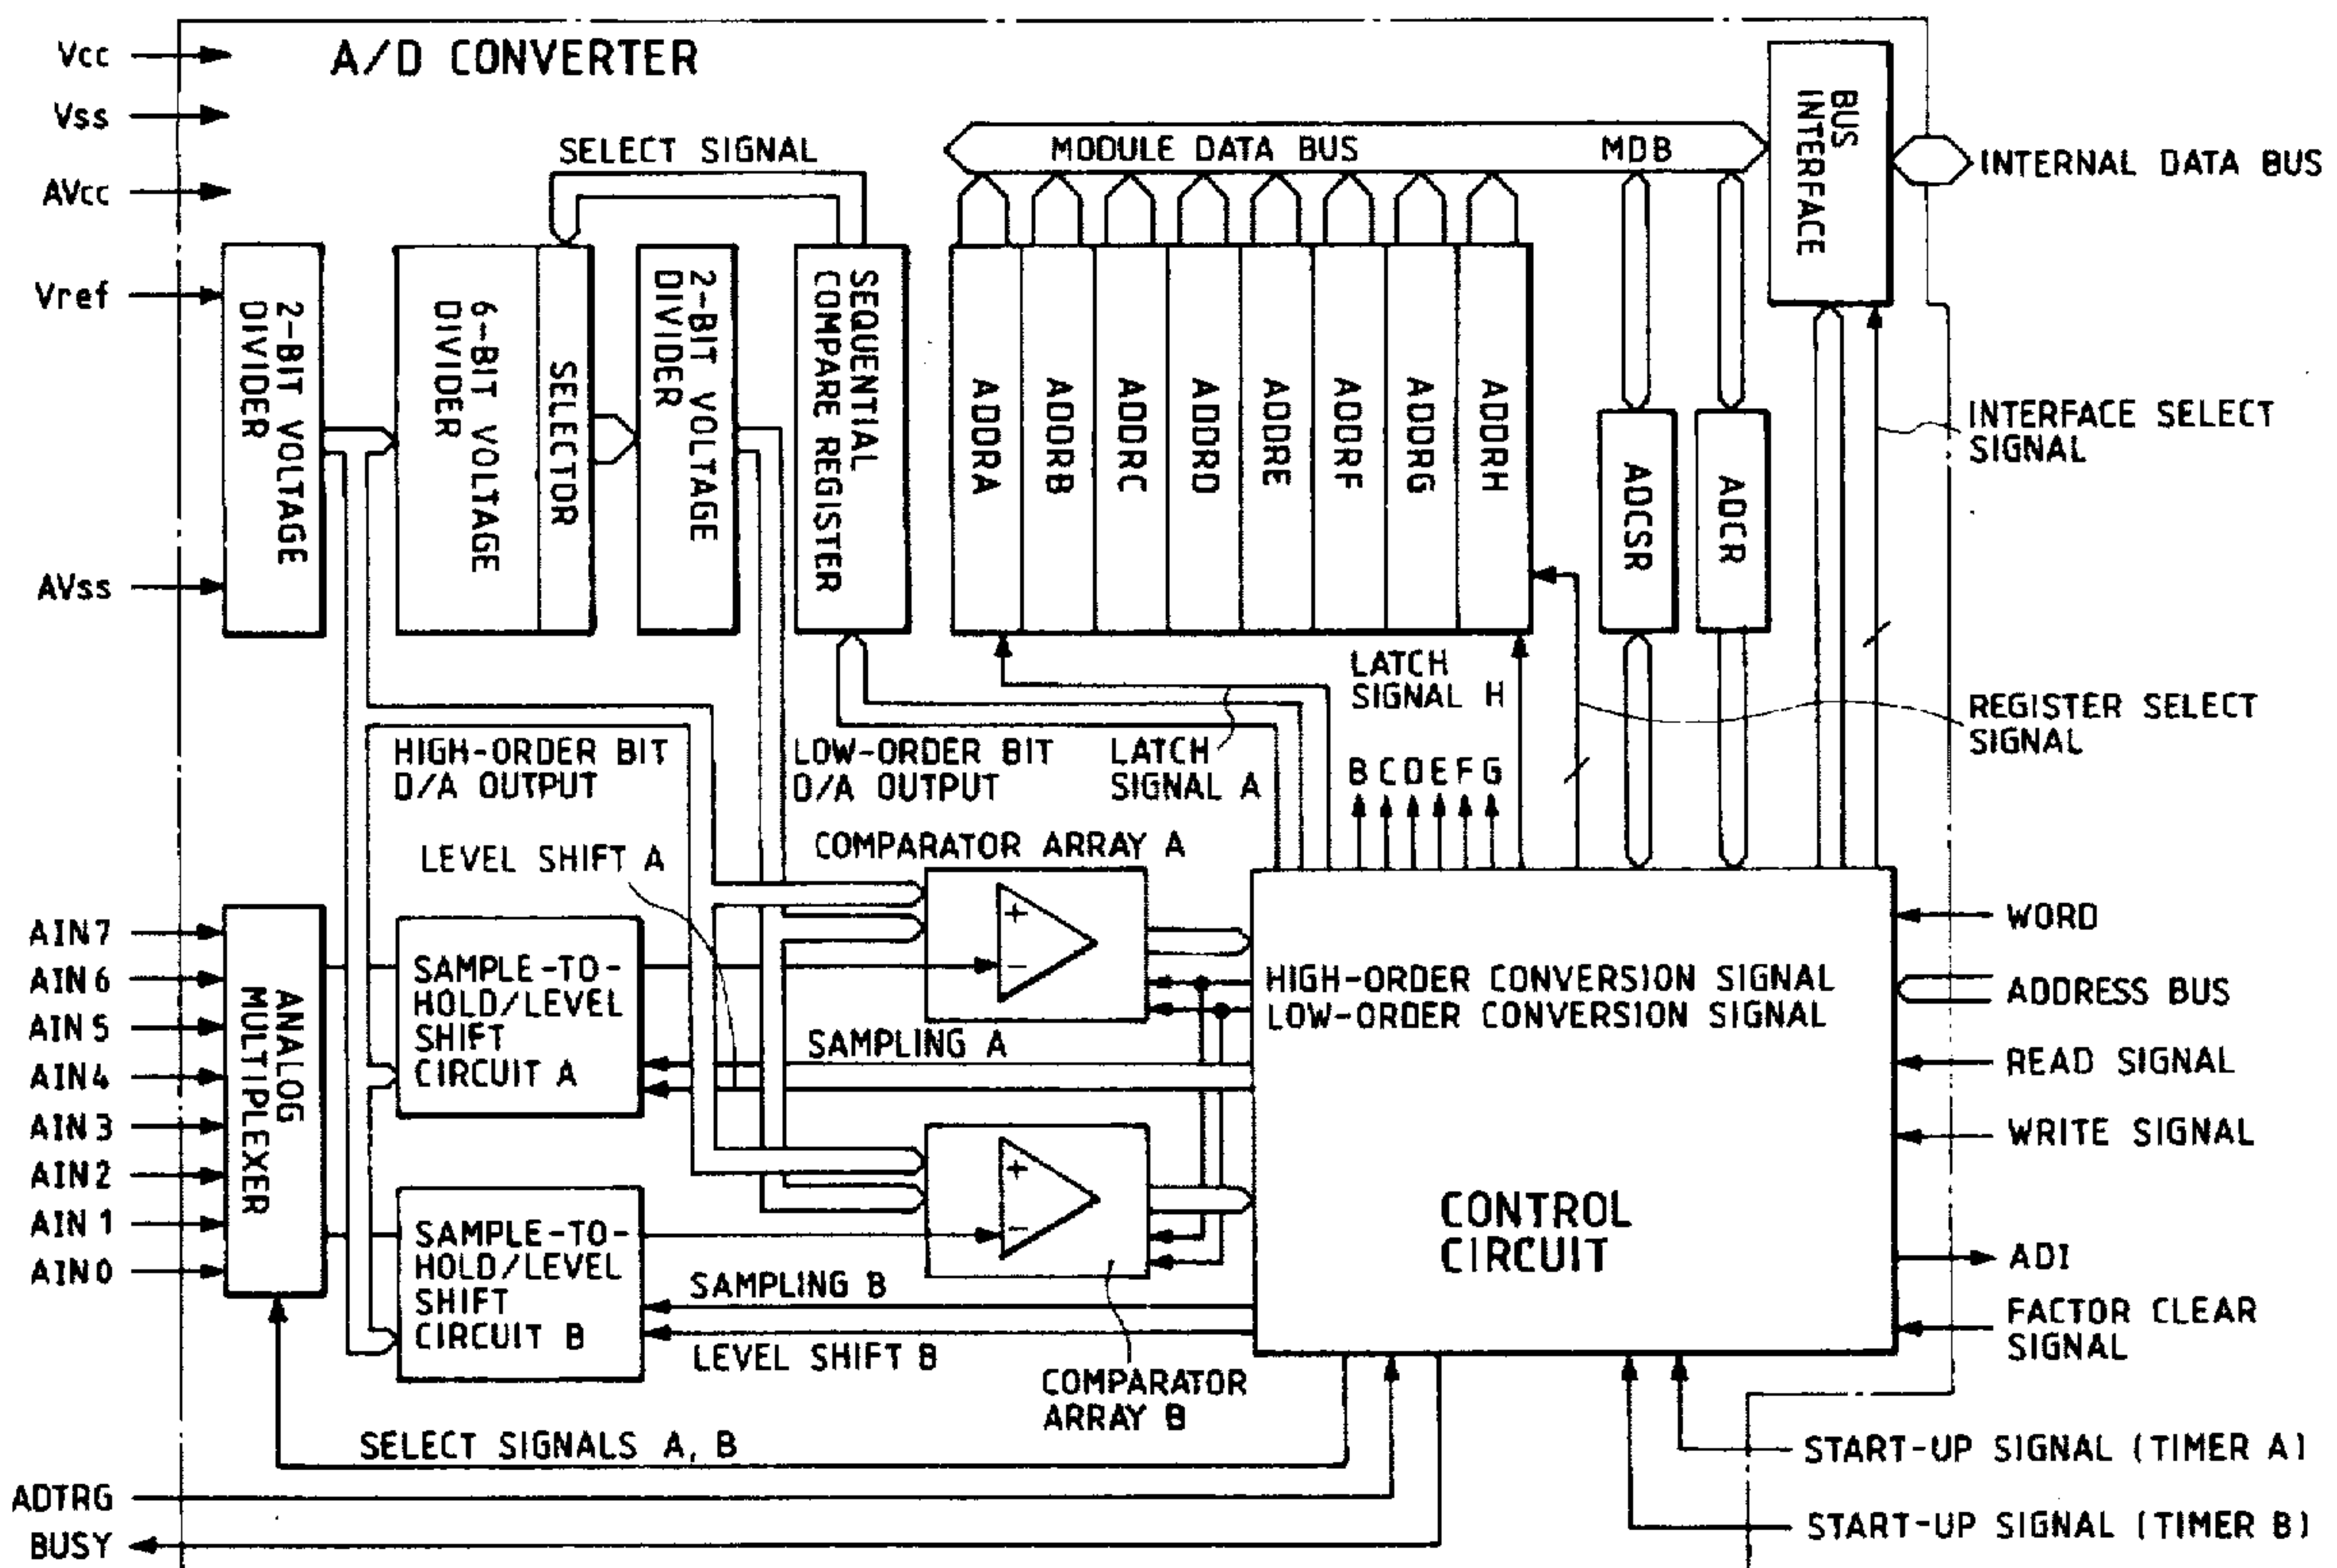 A/D CONVERTER
Vcc
Vss
AVcc
Vref
AVss
SELECT SIGNAL
MODULE DATA BUS
MDB
BUS
INTERFACE
INTERNAL DATA BUS
2-BIT VOLTAGE
DIVIDER
6-BIT VOLTAGE
DIVIDER
SELECTOR
2-BIT VOLTAGE
DIVIDER
SEQUENTIAL
COMPARE REGISTER
ADDRA
ADDRB
ADDRC
ADDRD
ADDRE
ADDRF
ADDRG
ADDRH
ADCSR
ADCR
INTERFACE SELECT
SIGNAL
LATCH
SIGNAL H
REGISTER SELECT
SIGNAL
HIGH-ORDER BIT
D/A OUTPUT
LOW-ORDER BIT
D/A OUTPUT
LATCH
SIGNAL A
B C D E F G
LEVEL SHIFT A
COMPARATOR ARRAY A
AIN7
AIN6
AIN5
AIN4
AIN3
AIN2
AIN1
AIN0
ANALOG
MULTIPLEXER
SAMPLE-TO-
HOLD/LEVEL
SHIFT
CIRCUIT A
+
-
HIGH-ORDER CONVERSION SIGNAL
LOW-ORDER CONVERSION SIGNAL
SAMPLING A
WORD
ADDRESS BUS
READ SIGNAL
WRITE SIGNAL
CONTROL
CIRCUIT
ADI
FACTOR CLEAR
SIGNAL
SAMPLE-TO-
HOLD/LEVEL
SHIFT
CIRCUIT B
+
-
SAMPLING B
LEVEL SHIFT B
COMPARATOR
ARRAY B
SELECT SIGNALS A, B
START-UP SIGNAL (TIMER A)
ADTRG
START-UP SIGNAL (TIMER B)
BUSY